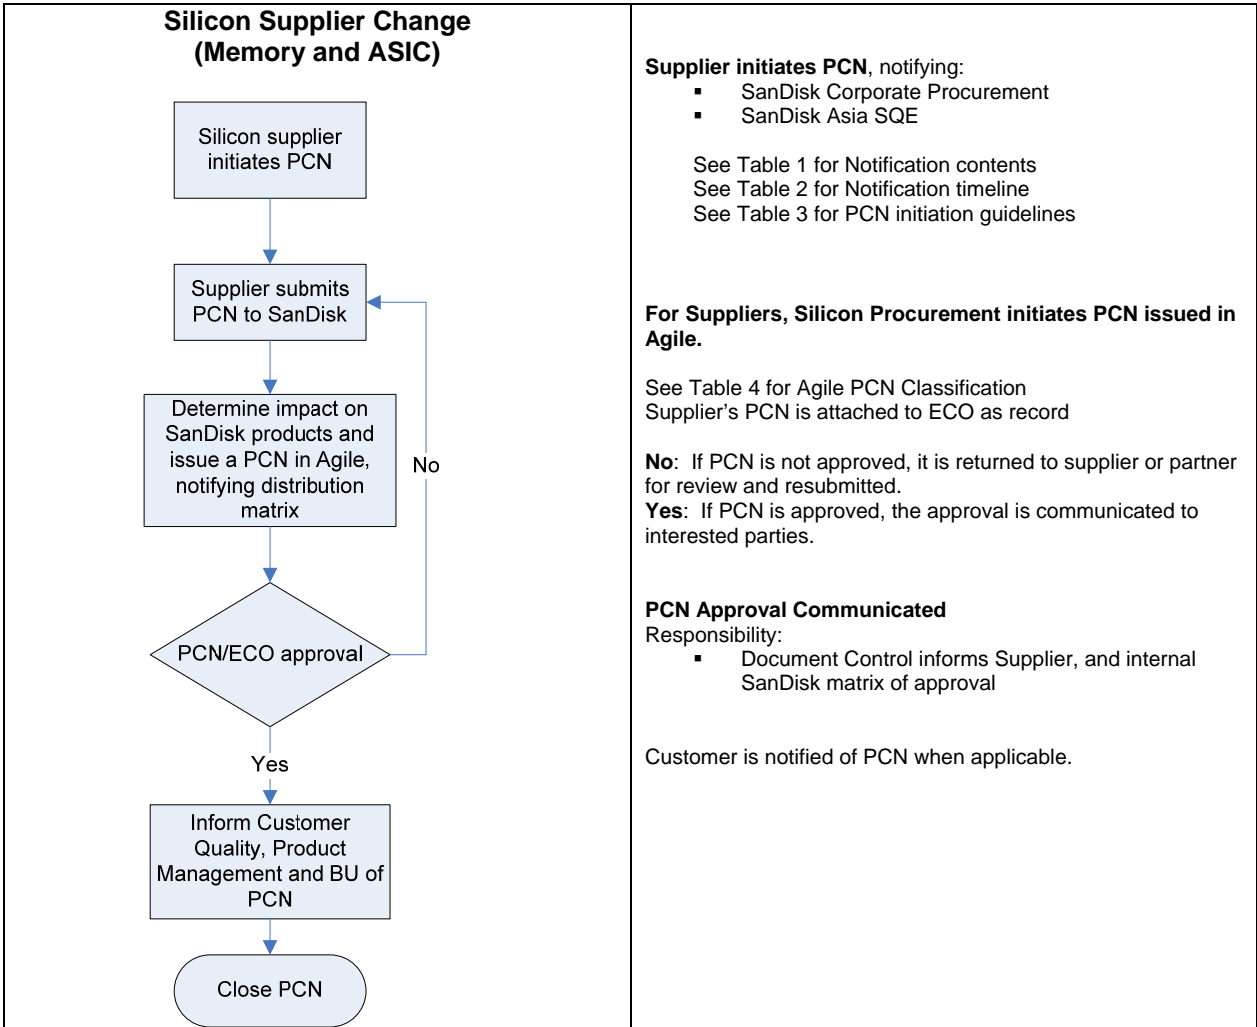 Silicon Supplier Change
(Memory and ASIC)
Silicon supplier
initiates PCN
Supplier submits
PCN to SanDisk
Determine impact on
SanDisk products and
issue a PCN in Agile,
notifying distribution
matrix
No
PCN/ECO approval
Yes
Inform Customer
Quality, Product
Management and BU of
PCN
Close PCN
Supplier initiates PCN, notifying:
▪ SanDisk Corporate Procurement
▪ SanDisk Asia SQE
See Table 1 for Notification contents
See Table 2 for Notification timeline
See Table 3 for PCN initiation guidelines
For Suppliers, Silicon Procurement initiates PCN issued in
Agile.
See Table 4 for Agile PCN Classification
Supplier's PCN is attached to ECO as record
No: If PCN is not approved, it is returned to supplier or partner
for review and resubmitted.
Yes: If PCN is approved, the approval is communicated to
interested parties.
PCN Approval Communicated
Responsibility:
▪ Document Control informs Supplier, and internal
SanDisk matrix of approval
Customer is notified of PCN when applicable.